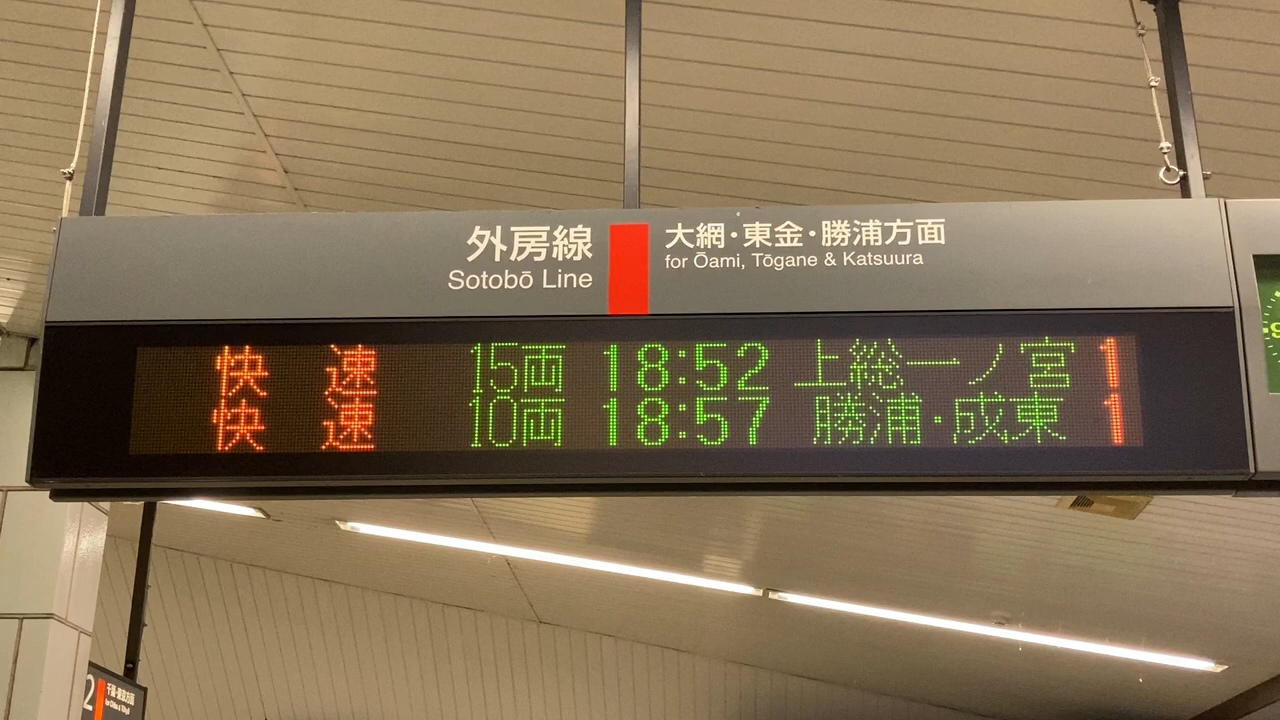 外房線
Sotobō Line
大網・東金・勝浦方面
for Ōami, Tōgane & Katsuura
快 速 15両 18:52 上総一ノ宮 1
快 速 10両 18:57 勝浦・成東 1
2